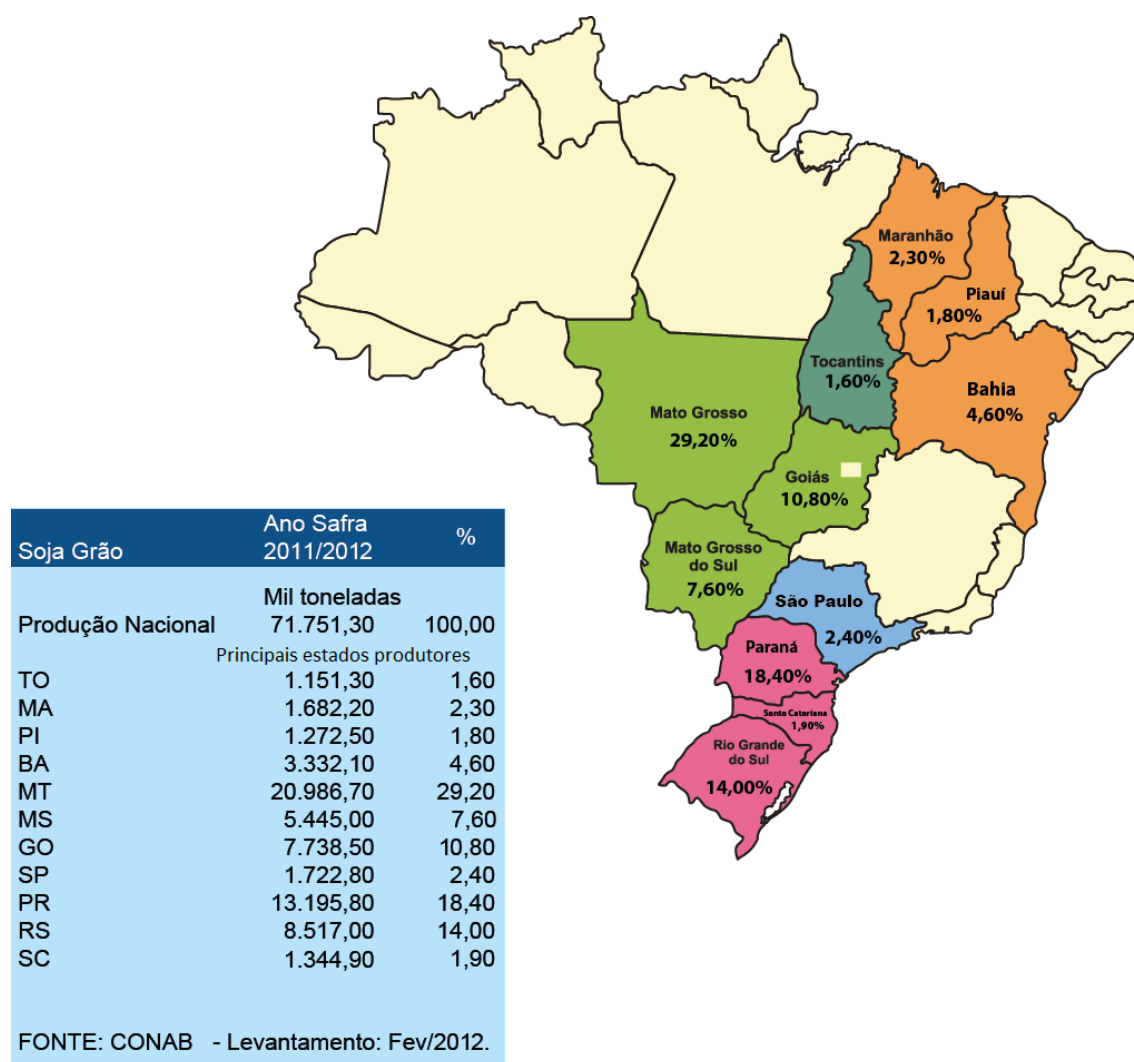 Maranhão
2,30%
Piauí
1,80%
Tocantins
1,60%
Bahia
4,60%
Mato Grosso
29,20%
Goiás
10,80%
Mato Grosso
do Sul
7,60%
São Paulo
2,40%
Paraná
18,40%
Santa Catariana
1,90%
Rio Grande
do Sul
14,00%
Soja Grão Ano Safra 2011/2012 %
Mil toneladas
Produção Nacional 71.751,30 100,00
Principais estados produtores
TO 1.151,30 1,60
MA 1.682,20 2,30
PI 1.272,50 1,80
BA 3.332,10 4,60
MT 20.986,70 29,20
MS 5.445,00 7,60
GO 7.738,50 10,80
SP 1.722,80 2,40
PR 13.195,80 18,40
RS 8.517,00 14,00
SC 1.344,90 1,90
FONTE: CONAB - Levantamento: Fev/2012.